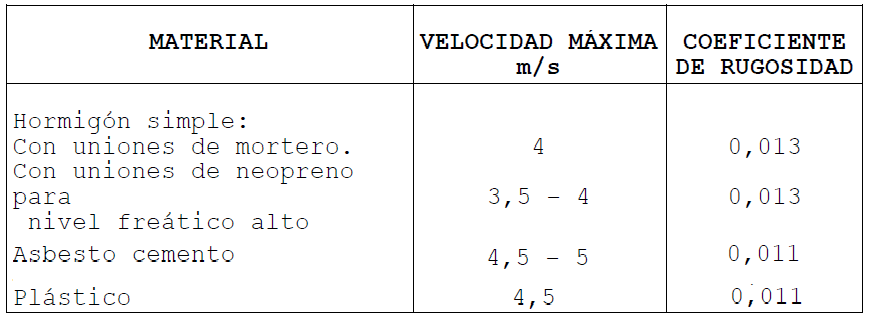 MATERIAL VELOCIDAD MÁXIMA COEFICIENTE
m/s DE RUGOSIDAD
Hormigón simple:
Con uniones de mortero. 4 0,013
Con uniones de neopreno
para 3,5 – 4 0,013
nivel freático alto
Asbesto cemento 4,5 – 5 0,011
Plástico 4,5 0,011